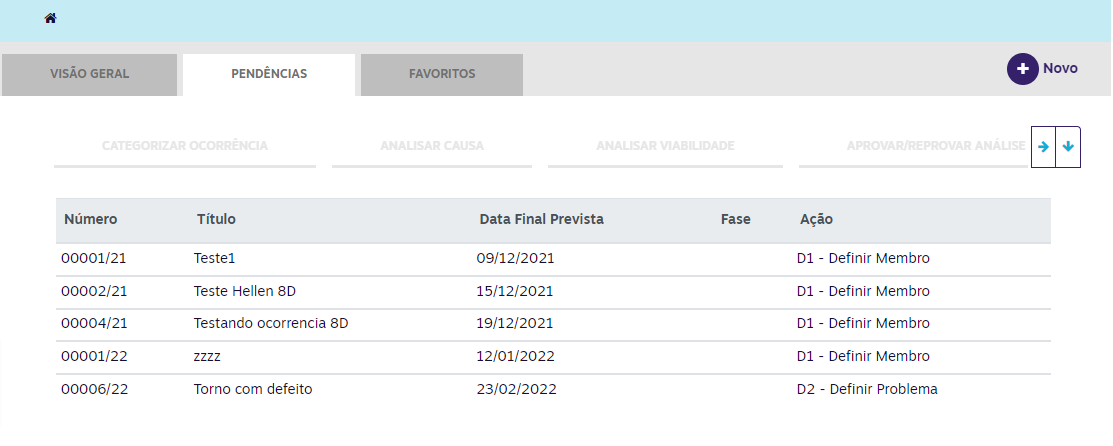 VISÃO GERAL PENDÊNCIAS FAVORITOS Novo
CATEGORIZAR OCORRÊNCIA ANALISAR CAUSA ANALISAR VIABILIDADE APROVAR/REPROVAR ANÁLISE
Número Título Data Final Prevista Fase Ação
00001/21 Teste1 09/12/2021 D1 - Definir Membro
00002/21 Teste Hellen 8D 15/12/2021 D1 - Definir Membro
00004/21 Testando ocorrencia 8D 19/12/2021 D1 - Definir Membro
00001/22 zzzz 12/01/2022 D1 - Definir Membro
00006/22 Torno com defeito 23/02/2022 D2 - Definir Problema